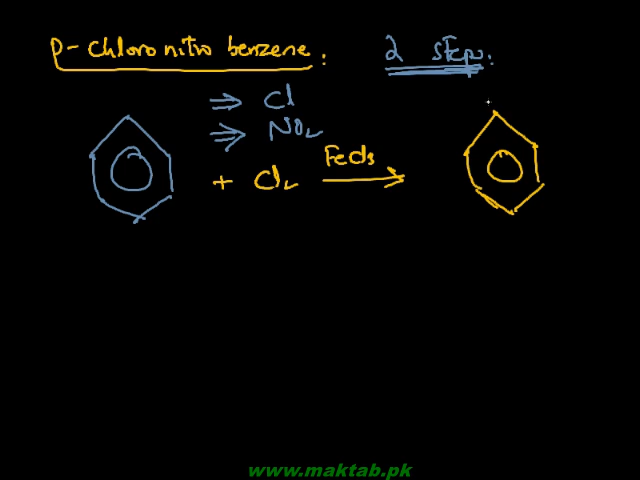 p- chloro nitro benzene : 2 step :
⇒ Cl
⇒ NO₂
+ Cl₂ FeCl₃
www.maktab.pk